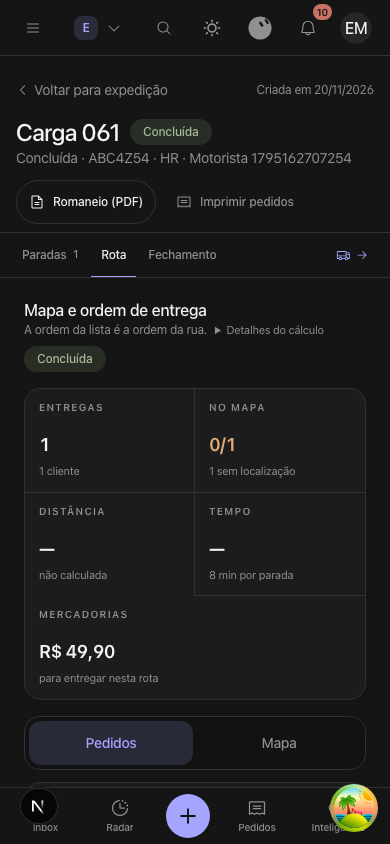 E
10
EM
Voltar para expedição
Criada em 20/11/2026
Carga 061
Concluída
Concluída · ABC4Z54 · HR · Motorista 1795162707254
Romaneio (PDF)
Imprimir pedidos
Paradas 1
Rota
Fechamento
Mapa e ordem de entrega
A ordem da lista é a ordem da rua. ▶ Detalhes do cálculo
Concluída
ENTREGAS
1
1 cliente
NO MAPA
0/1
1 sem localização
DISTÂNCIA
—
não calculada
TEMPO
—
8 min por parada
MERCADORIAS
R$ 49,90
para entregar nesta rota
Pedidos
Mapa
N
Inbox
Radar
Pedidos